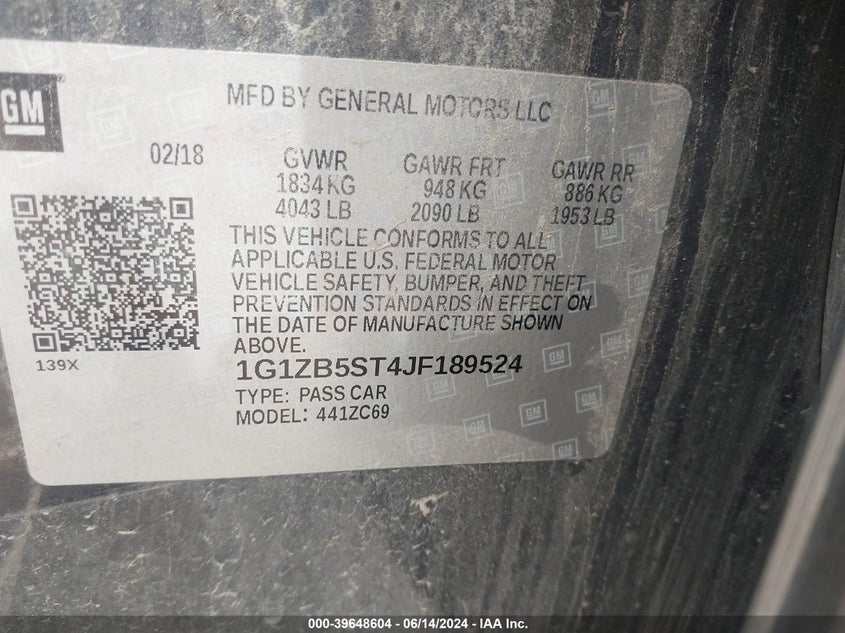 GM
MFD BY GENERAL MOTORS LLC
02/18 GVWR GAWR FRT GAWR RR
1834 KG 948 KG 886 KG
4043 LB 2090 LB 1953 LB
THIS VEHICLE CONFORMS TO ALL
APPLICABLE U.S. FEDERAL MOTOR
VEHICLE SAFETY, BUMPER, AND THEFT
PREVENTION STANDARDS IN EFFECT ON
THE DATE OF MANUFACTURE SHOWN
ABOVE.
139X
1G1ZB5ST4JF189524
TYPE: PASS CAR
MODEL: 441ZC69
000-39648604 - 06/14/2024 - IAA Inc.